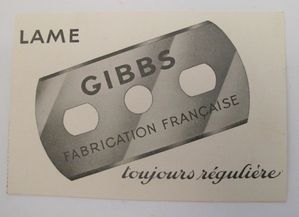 LAME
GIBBS
FABRICATION FRANÇAISE
toujours régulière